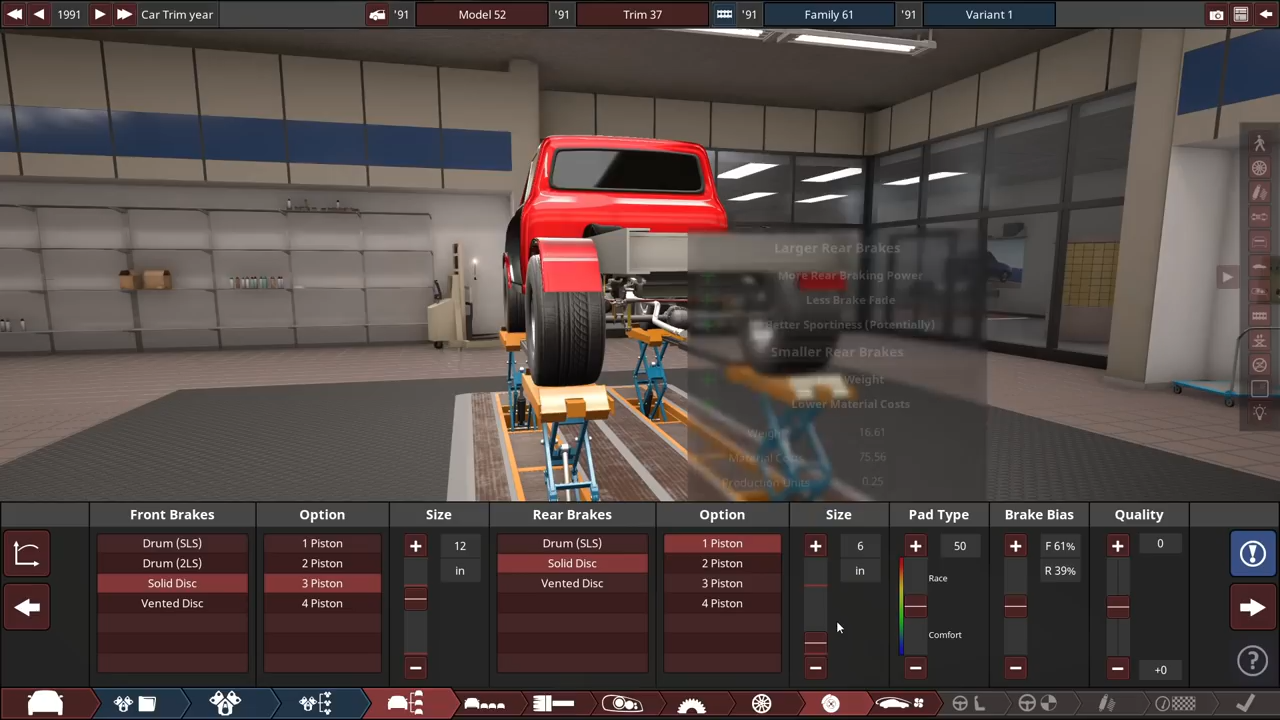 1991 Car Trim year '91 Model 52 '91 Trim 37 '91 Family 61 '91 Variant 1
Larger Rear Brakes
More Rear Braking Power
Less Brake Fade
Better Sportiness (Potentially)
Smaller Rear Brakes
Weight
Lower Material Costs
Weight 16.61
Material Costs 75.56
Production Units 0.25
Front Brakes Option Size Rear Brakes Option Size Pad Type Brake Bias Quality
Drum (SLS)
Drum (2LS)
Solid Disc
Vented Disc
1 Piston
2 Piston
3 Piston
4 Piston
12
in
Drum (SLS)
Solid Disc
Vented Disc
1 Piston
2 Piston
3 Piston
4 Piston
6
in
50
Race
Comfort
F 61%
R 39%
0
+0